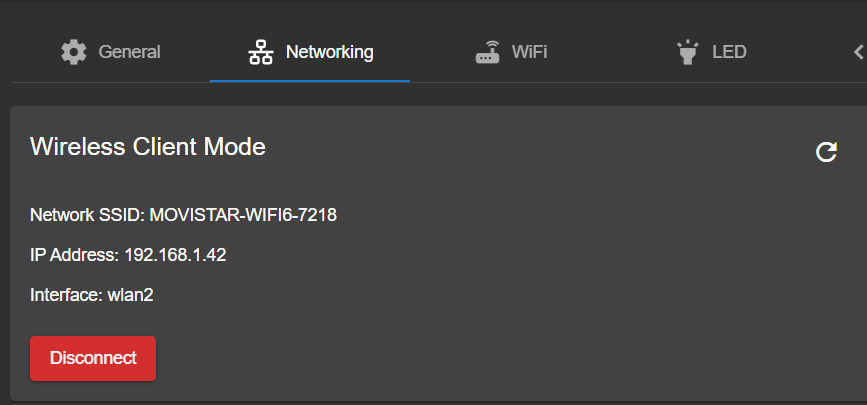 General
Networking
WiFi
LED
Wireless Client Mode
Network SSID: MOVISTAR-WIFI6-7218
IP Address: 192.168.1.42
Interface: wlan2
Disconnect